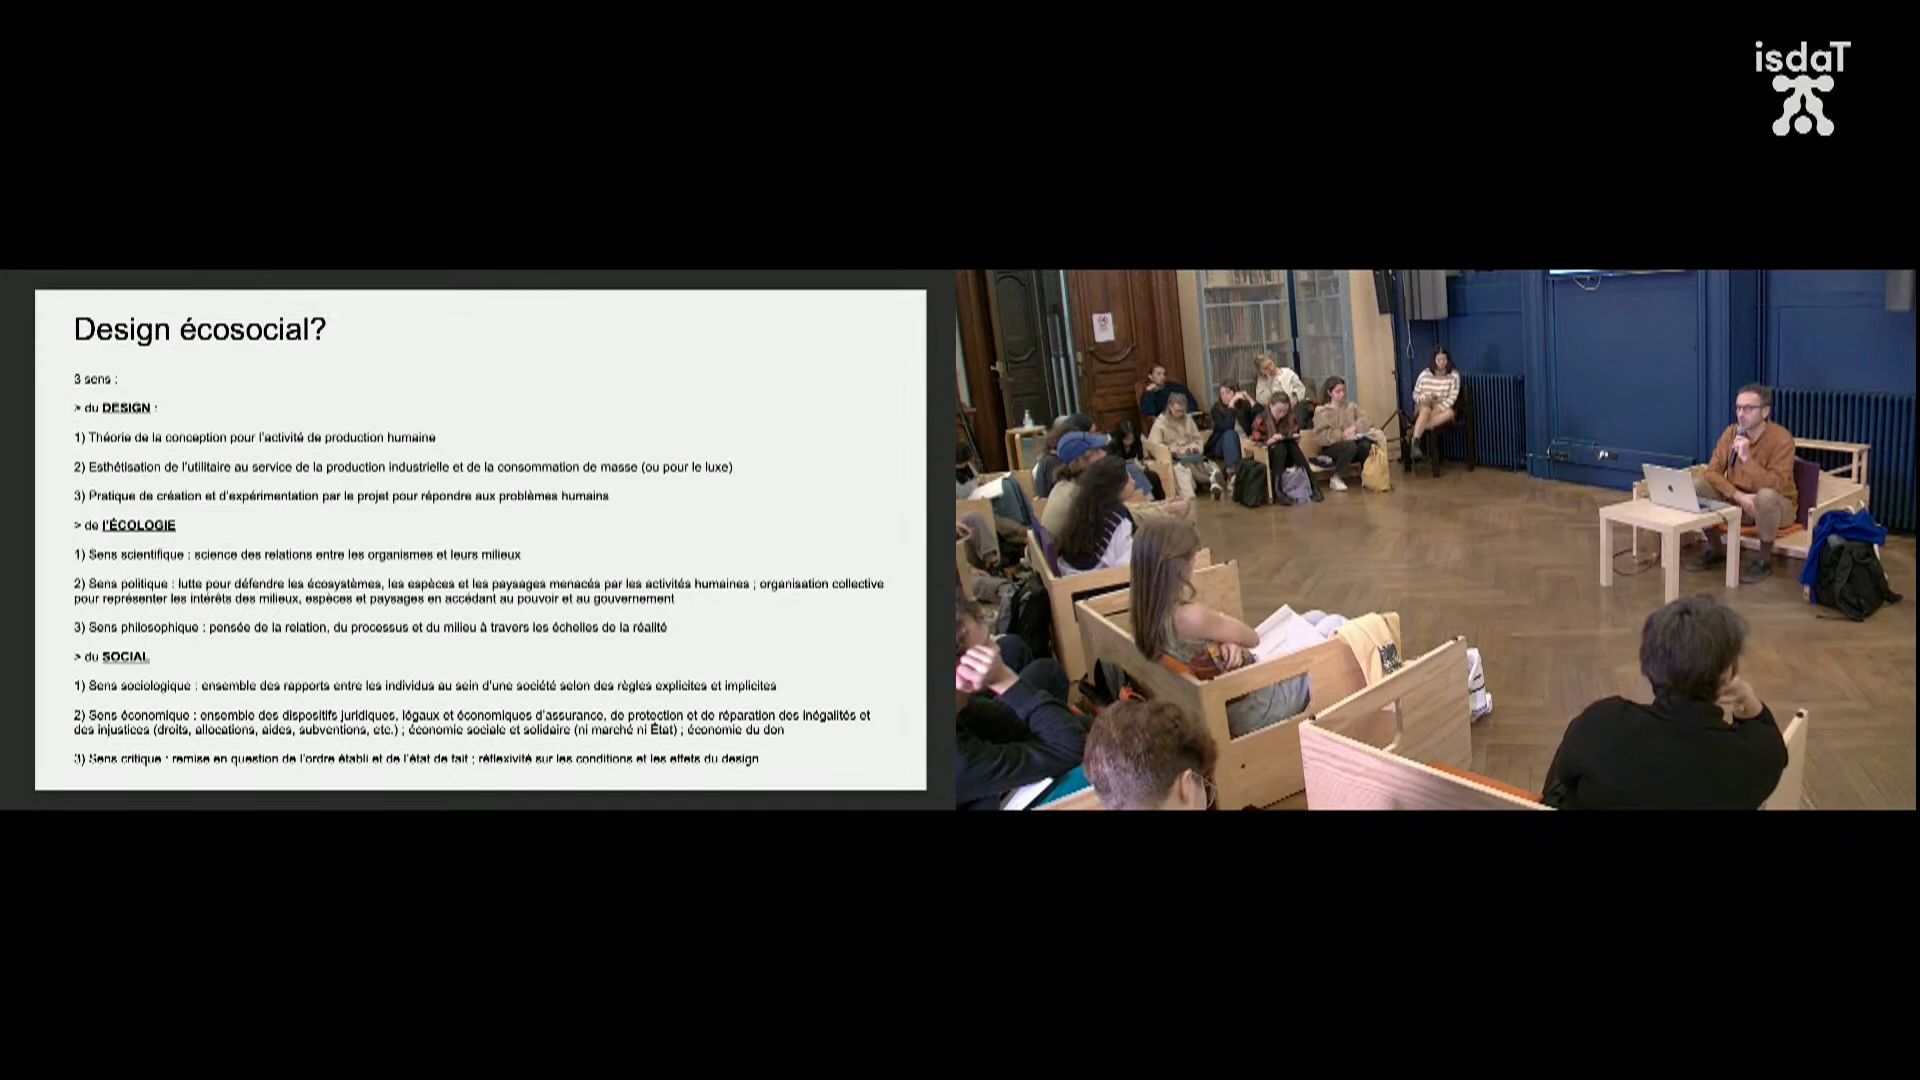 isdaT
Design écosocial?
3 sens :
> du DESIGN :
1) Théorie de la conception pour l'activité de production humaine
2) Esthétisation de l'utilitaire au service de la production industrielle et de la consommation de masse (ou pour le luxe)
3) Pratique de création et d'expérimentation par le projet pour répondre aux problèmes humains
> de l'ÉCOLOGIE
1) Sens scientifique : science des relations entre les organismes et leurs milieux
2) Sens politique : lutte pour défendre les écosystèmes, les espèces et les paysages menacés par les activités humaines ; organisation collective
pour représenter les intérêts des milieux, espèces et paysages en accédant au pouvoir et au gouvernement
3) Sens philosophique : pensée de la relation, du processus et du milieu à travers les échelles de la réalité
> du SOCIAL
1) Sens sociologique : ensemble des rapports entre les individus au sein d'une société selon des règles explicites et implicites
2) Sens économique : ensemble des dispositifs juridiques, légaux et économiques d'assurance, de protection et de réparation des inégalités et
des injustices (droits, allocations, aides, subventions, etc.) ; économie sociale et solidaire (ni marché ni État) ; économie du don
3) Sens critique : remise en question de l'ordre établi et de l'état de fait ; réflexivité sur les conditions et les effets du design